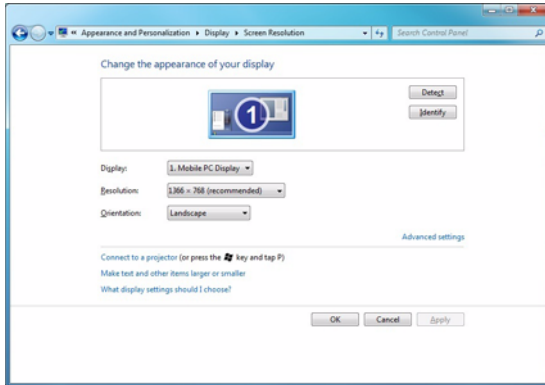 « Appearance and Personalization ▸ Display ▸ Screen Resolution Search Control Panel
Change the appearance of your display
1
Detect
Identify
Display: 1. Mobile PC Display
Resolution: 1366 × 768 (recommended)
Orientation: Landscape
Advanced settings
Connect to a projector (or press the key and tap P)
Make text and other items larger or smaller
What display settings should I choose?
OK Cancel Apply